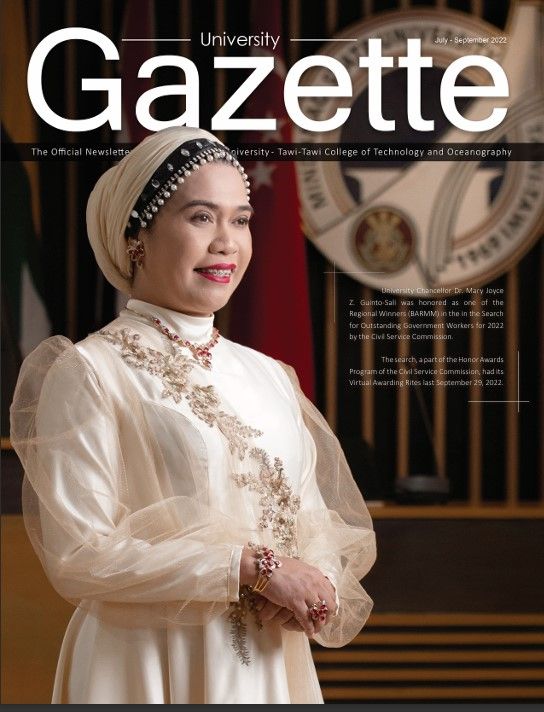 University
July - September 2022
Gazette
The Official Newslette
iversity - Tawi-Tawi College of Technology and Oceanography
University Chancellor Dr. Mary Joyce
Z. Guinto-Sali was honored as one of the
Regional Winners (BARMM) in the in the Search
for Outstanding Government Workers for 2022
by the Civil Service Commission.
The search, a part of the Honor Awards
Program of the Civil Service Commission, had its
Virtual Awarding Rites last September 29, 2022.
1969